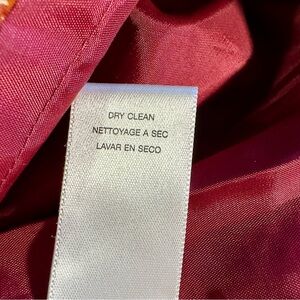 DRY CLEAN
NETTOYAGE A SEC
LAVAR EN SECO